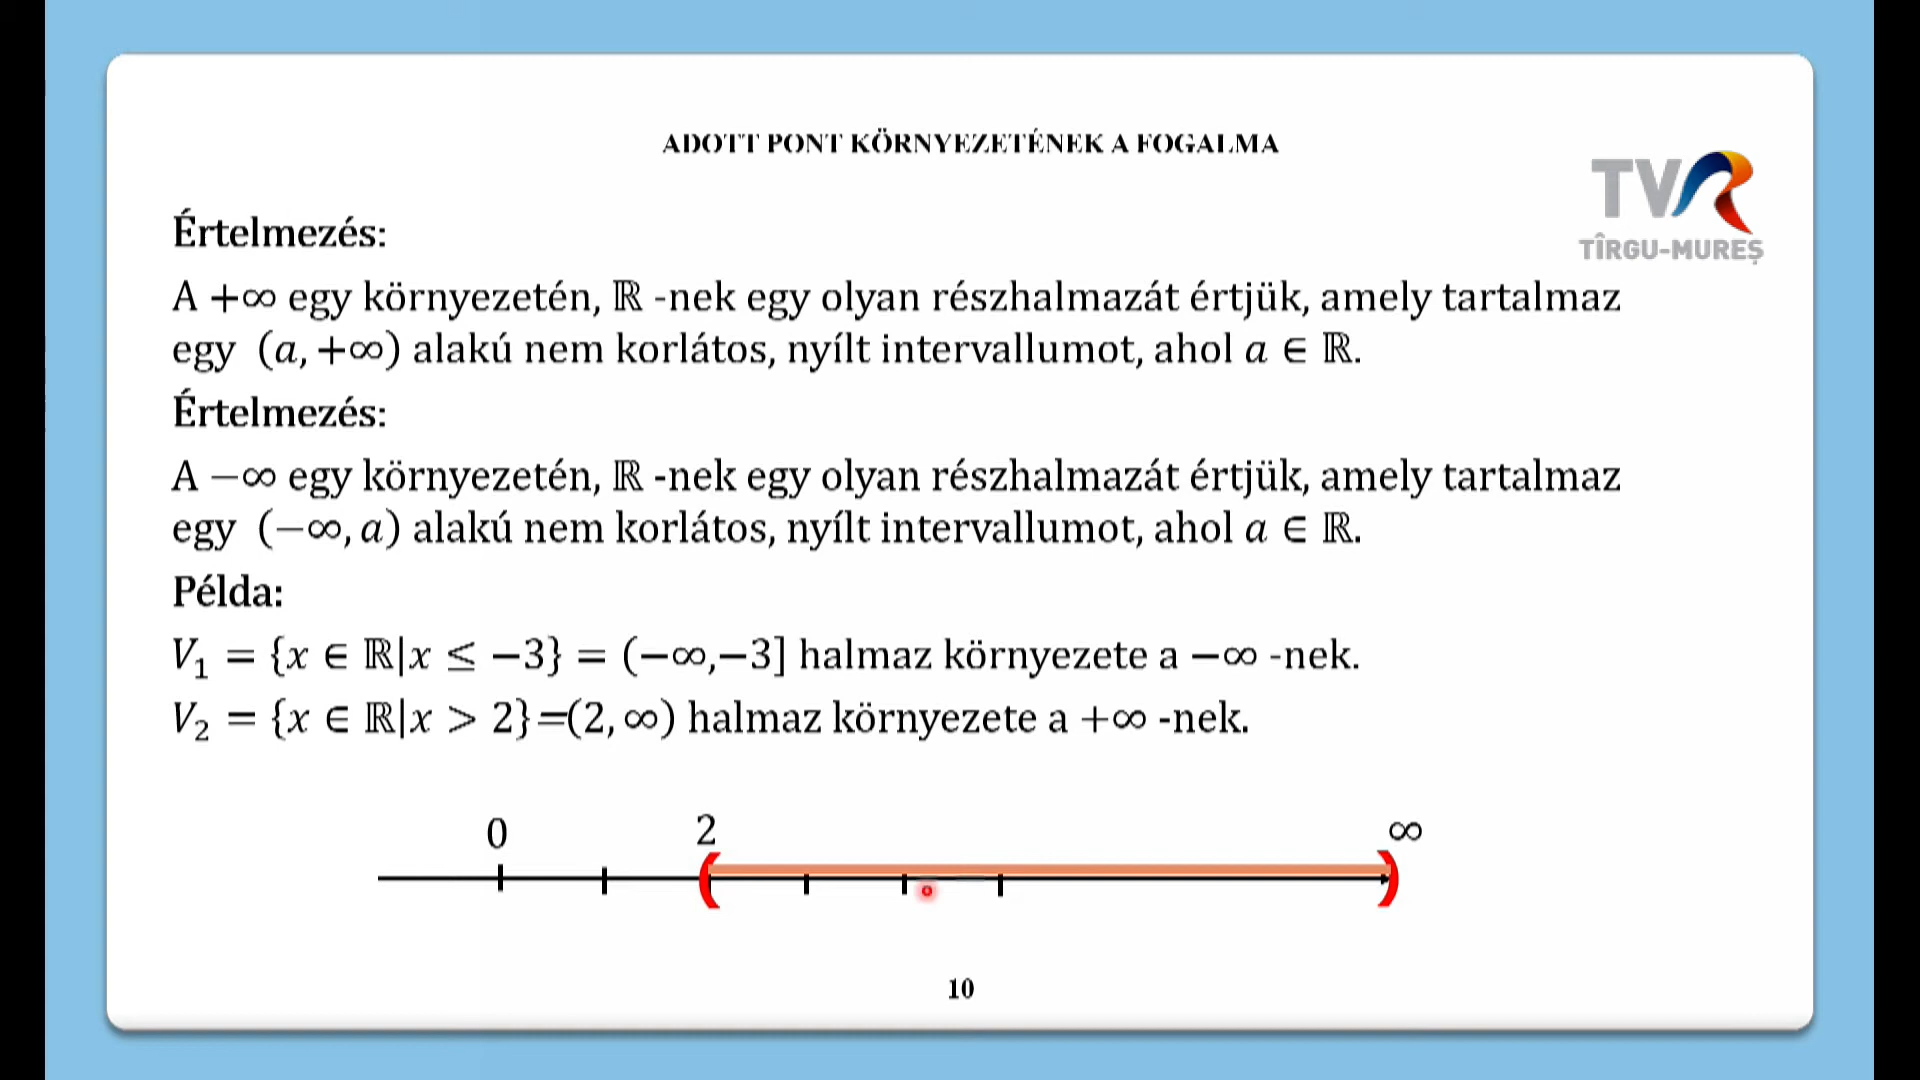 ADOTT PONT KÖRNYEZETÉNEK A FOGALMA
TVR
TÎRGU-MUREȘ
Értelmezés:
A +∞ egy környezetén, ℝ -nek egy olyan részhalmazát értjük, amely tartalmaz
egy (a, +∞) alakú nem korlátos, nyílt intervallumot, ahol a ∈ ℝ.
Értelmezés:
A −∞ egy környezetén, ℝ -nek egy olyan részhalmazát értjük, amely tartalmaz
egy (−∞, a) alakú nem korlátos, nyílt intervallumot, ahol a ∈ ℝ.
Példa:
V₁ = {x ∈ ℝ|x ≤ −3} = (−∞,−3] halmaz környezete a −∞ -nek.
V₂ = {x ∈ ℝ|x > 2}=(2, ∞) halmaz környezete a +∞ -nek.
0 2 ∞
( )
10